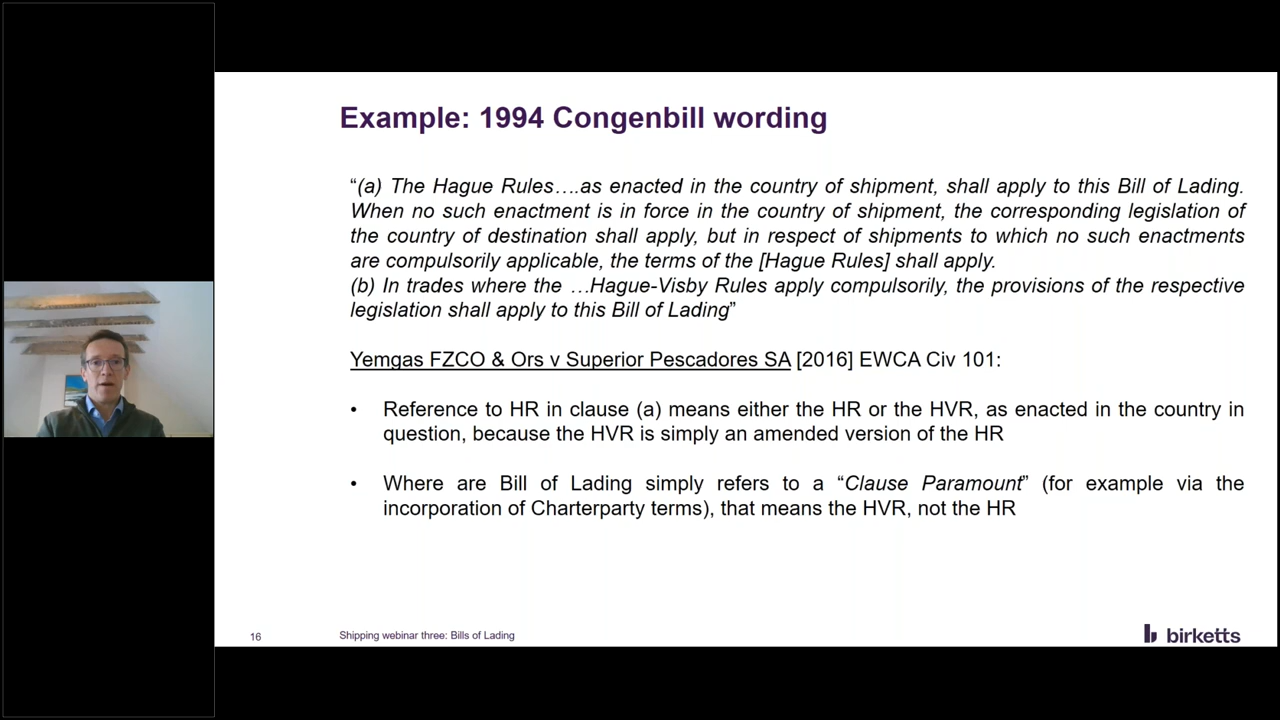 Example: 1994 Congenbill wording
“(a) The Hague Rules….as enacted in the country of shipment, shall apply to this Bill of Lading.
When no such enactment is in force in the country of shipment, the corresponding legislation of
the country of destination shall apply, but in respect of shipments to which no such enactments
are compulsorily applicable, the terms of the [Hague Rules] shall apply.
(b) In trades where the …Hague-Visby Rules apply compulsorily, the provisions of the respective
legislation shall apply to this Bill of Lading”
Yemgas FZCO & Ors v Superior Pescadores SA [2016] EWCA Civ 101:
• Reference to HR in clause (a) means either the HR or the HVR, as enacted in the country in
question, because the HVR is simply an amended version of the HR
• Where are Bill of Lading simply refers to a “Clause Paramount” (for example via the
incorporation of Charterparty terms), that means the HVR, not the HR
16
Shipping webinar three: Bills of Lading
birketts